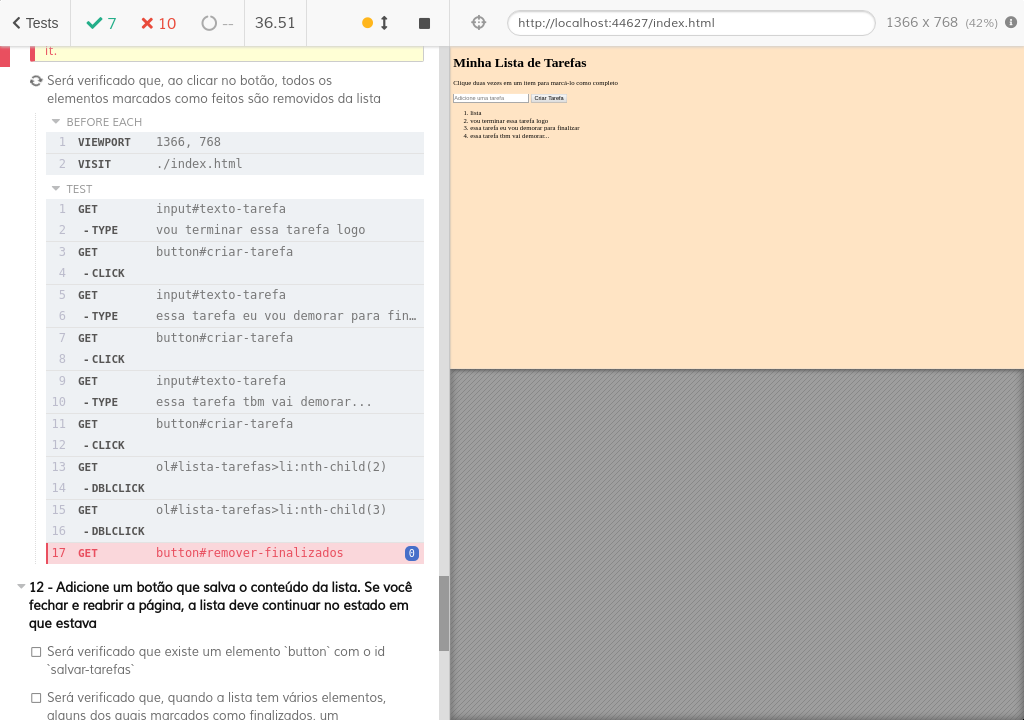 Tests 7 10 -- 36.51
http://localhost:44627/index.html 1366 x 768 (42%)
it.
Será verificado que, ao clicar no botão, todos os
elementos marcados como feitos são removidos da lista
BEFORE EACH
1 VIEWPORT 1366, 768
2 VISIT ./index.html
TEST
1 GET input#texto-tarefa
2 -TYPE vou terminar essa tarefa logo
3 GET button#criar-tarefa
4 -CLICK
5 GET input#texto-tarefa
6 -TYPE essa tarefa eu vou demorar para fin…
7 GET button#criar-tarefa
8 -CLICK
9 GET input#texto-tarefa
10 -TYPE essa tarefa tbm vai demorar...
11 GET button#criar-tarefa
12 -CLICK
13 GET ol#lista-tarefas>li:nth-child(2)
14 -DBLCLICK
15 GET ol#lista-tarefas>li:nth-child(3)
16 -DBLCLICK
17 GET button#remover-finalizados 0
12 - Adicione um botão que salva o conteúdo da lista. Se você
fechar e reabrir a página, a lista deve continuar no estado em
que estava
Será verificado que existe um elemento `button` com o id
`salvar-tarefas`
Será verificado que, quando a lista tem vários elementos,
alguns dos quais marcados como finalizados, um
Minha Lista de Tarefas
Clique duas vezes em um item para marcá-lo como completo
Adicione uma tarefa Criar Tarefa
1. lista
2. vou terminar essa tarefa logo
3. essa tarefa eu vou demorar para finalizar
4. essa tarefa tbm vai demorar...